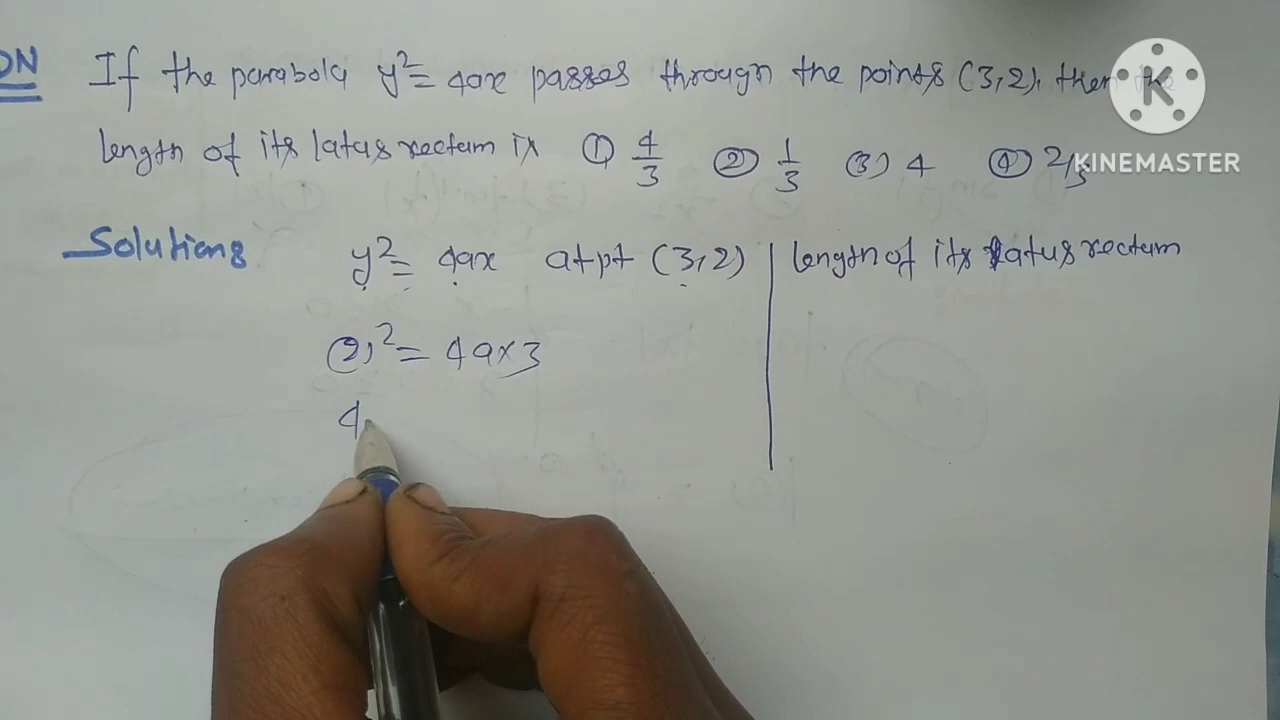 ON If the parabola y² = 4ax passes through the points (3,2), then the
length of its latus rectum is ① 4/3 ② 1/3 ③ 4 ④ 2/3
KINEMASTER
Solutions y² = 4ax at pt (3,2) length of its latus rectum
(2)² = 4a×3
4